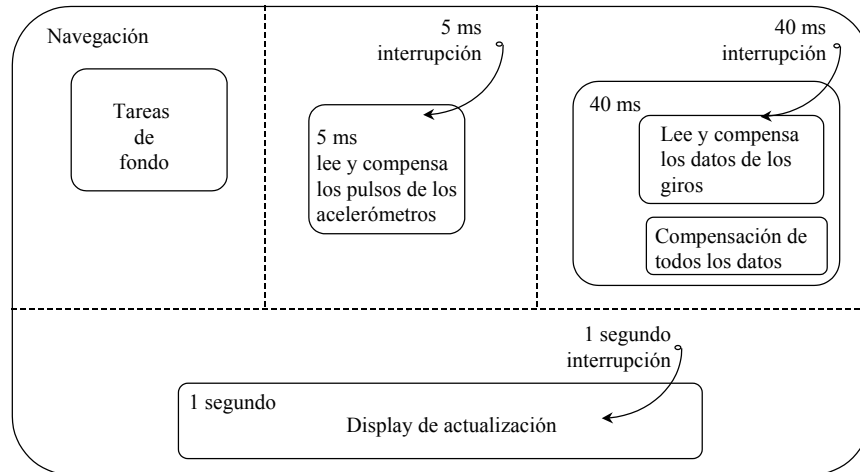 Navegación
Tareas
de
fondo
5 ms
interrupción
5 ms
lee y compensa
los pulsos de los
acelerómetros
40 ms
interrupción
40 ms
Lee y compensa
los datos de los
giros
Compensación de
todos los datos
1 segundo
interrupción
1 segundo
Display de actualización